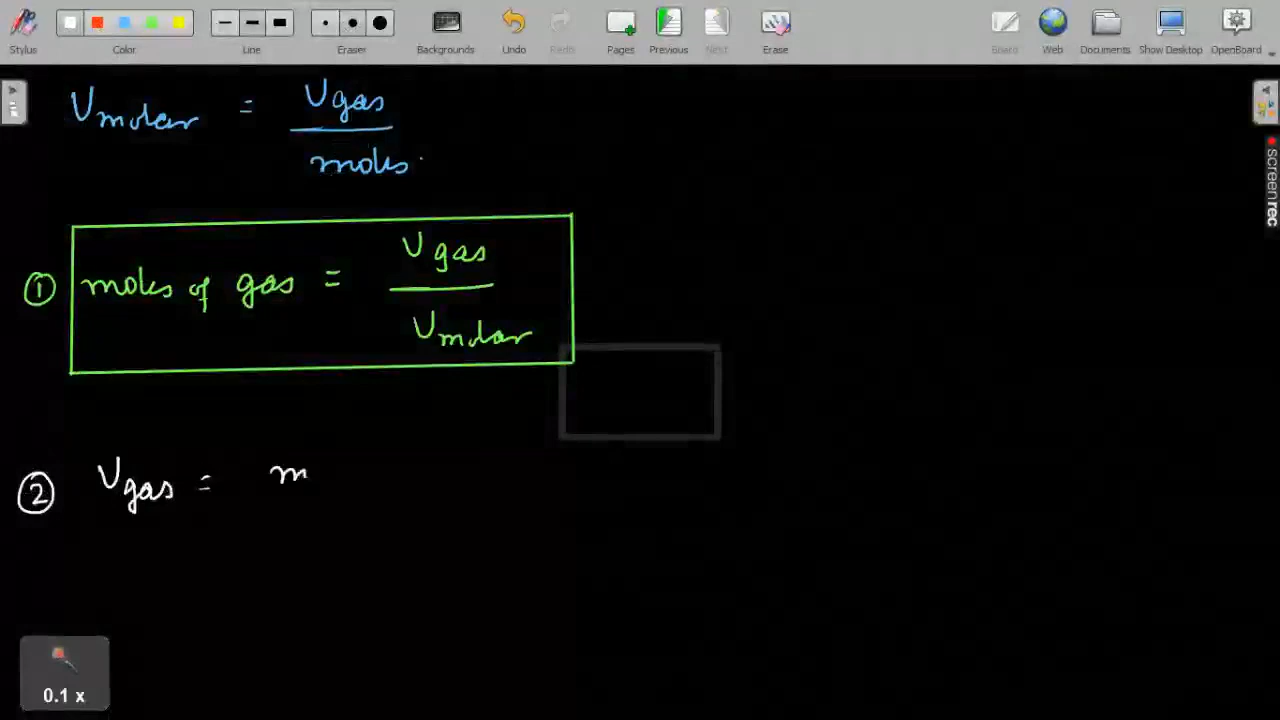 Stylus Color Line Eraser Backgrounds Undo Redo Pages Previous Next Erase Board Web Documents Show Desktop OpenBoard
Vmolar = Vgas / moles
① moles of gas = Vgas / Vmolar
② Vgas = m
screenrec
0.1 x